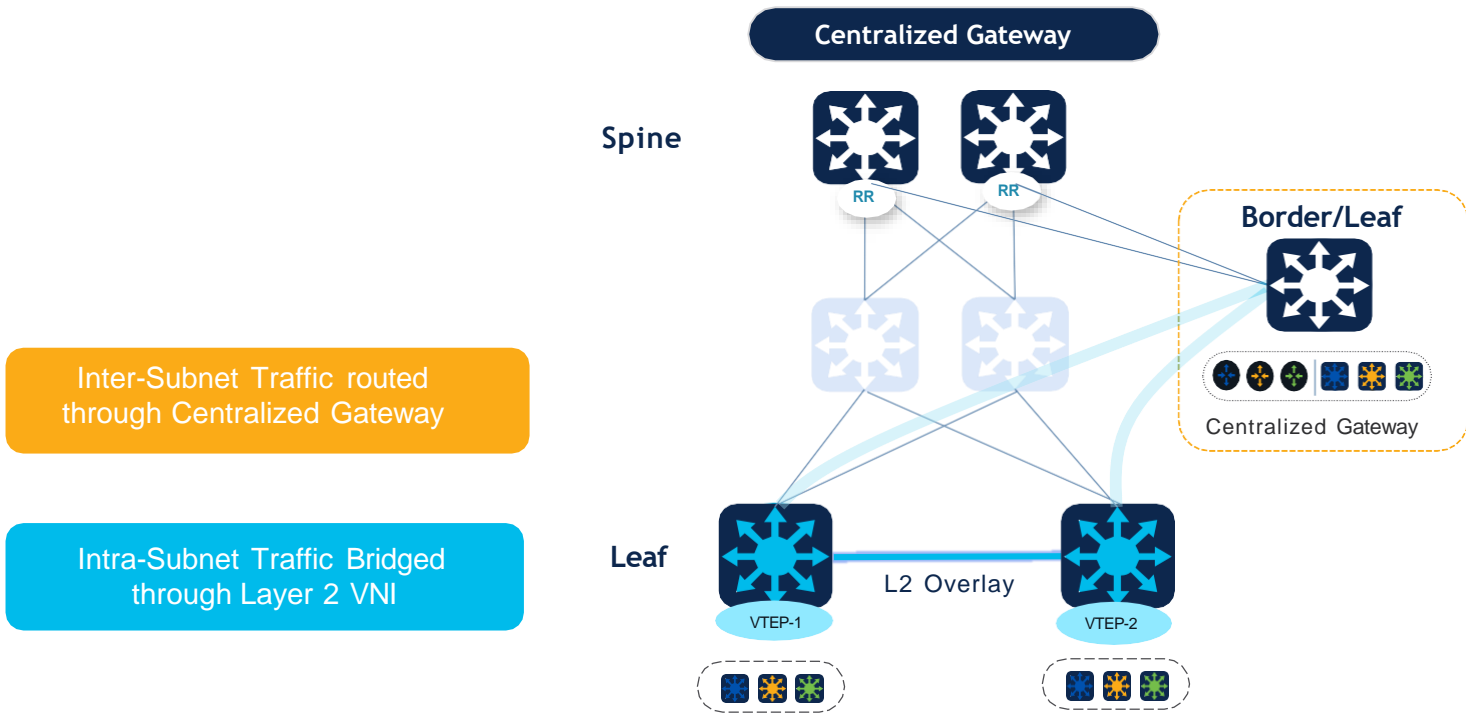 Centralized Gateway
Spine
RR
RR
Border/Leaf
Inter-Subnet Traffic routed
through Centralized Gateway
Centralized Gateway
Intra-Subnet Traffic Bridged
through Layer 2 VNI
Leaf
L2 Overlay
VTEP-1
VTEP-2